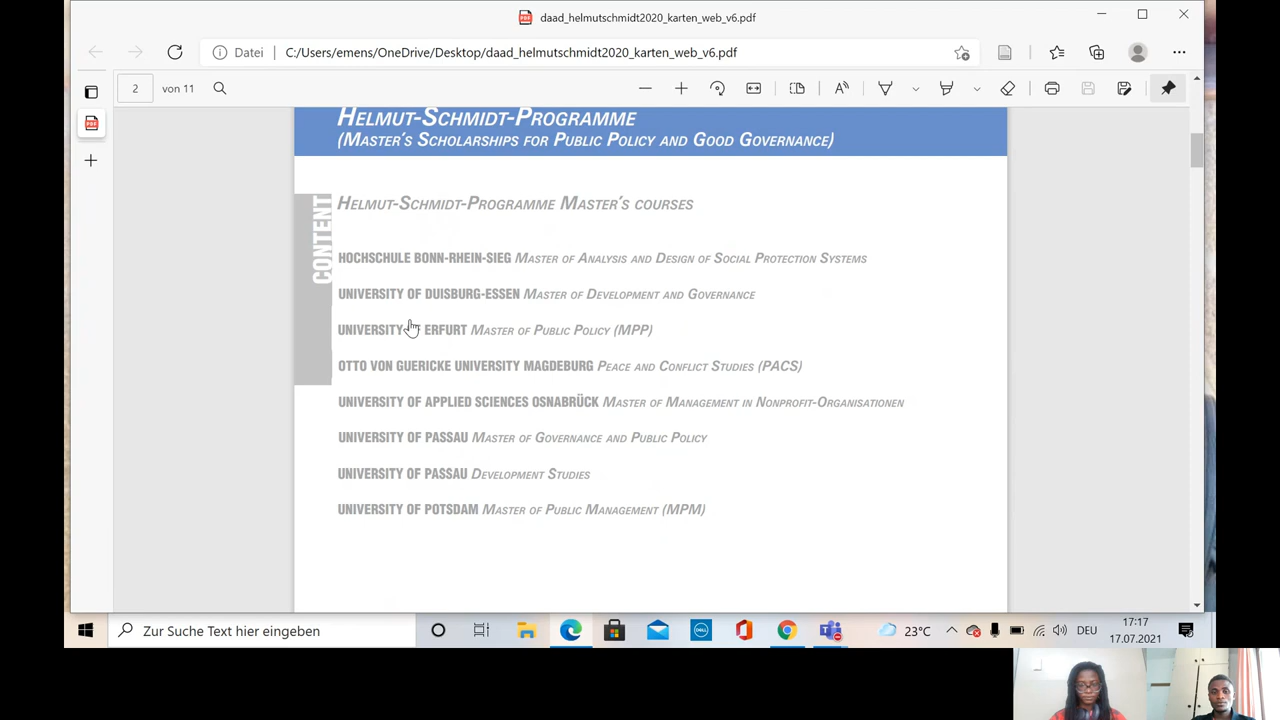 daad_helmutschmidt2020_karten_web_v6.pdf
Datei C:/Users/emens/OneDrive/Desktop/daad_helmutschmidt2020_karten_web_v6.pdf
2 von 11
HELMUT-SCHMIDT-PROGRAMME
(MASTER'S SCHOLARSHIPS FOR PUBLIC POLICY AND GOOD GOVERNANCE)
CONTENT
HELMUT-SCHMIDT-PROGRAMME MASTER'S COURSES
HOCHSCHULE BONN-RHEIN-SIEG MASTER OF ANALYSIS AND DESIGN OF SOCIAL PROTECTION SYSTEMS
UNIVERSITY OF DUISBURG-ESSEN MASTER OF DEVELOPMENT AND GOVERNANCE
UNIVERSITY OF ERFURT MASTER OF PUBLIC POLICY (MPP)
OTTO VON GUERICKE UNIVERSITY MAGDEBURG PEACE AND CONFLICT STUDIES (PACS)
UNIVERSITY OF APPLIED SCIENCES OSNABRÜCK MASTER OF MANAGEMENT IN NONPROFIT-ORGANISATIONEN
UNIVERSITY OF PASSAU MASTER OF GOVERNANCE AND PUBLIC POLICY
UNIVERSITY OF PASSAU DEVELOPMENT STUDIES
UNIVERSITY OF POTSDAM MASTER OF PUBLIC MANAGEMENT (MPM)
Zur Suche Text hier eingeben
DELL
23°C
DEU
17:17
17.07.2021